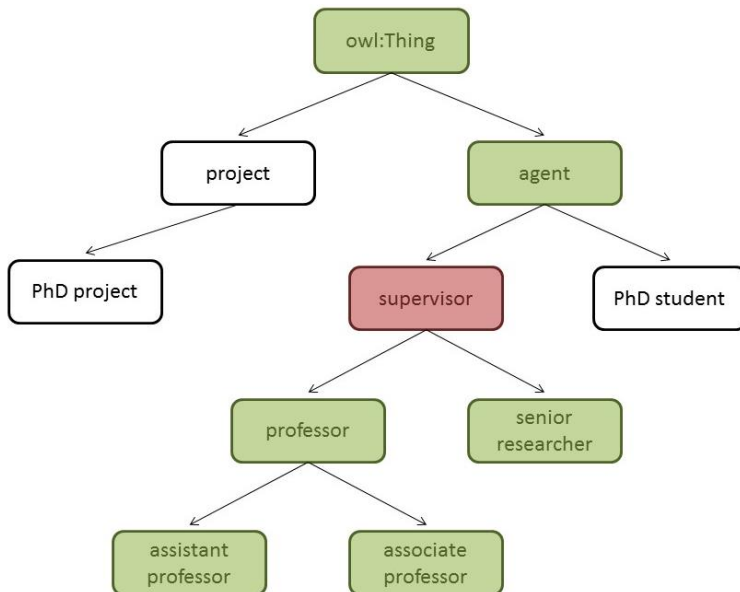 owl:Thing
project
agent
PhD project
supervisor
PhD student
professor
senior
researcher
assistant
professor
associate
professor